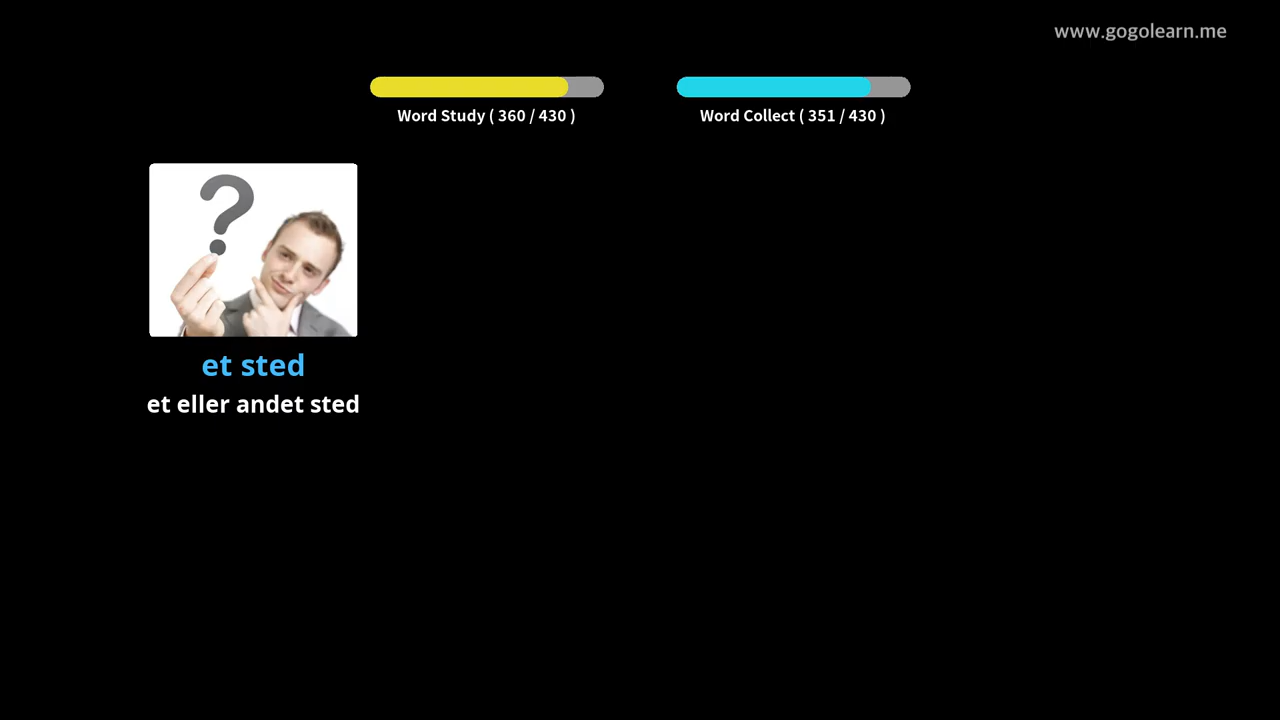 www.gogolearn.me
Word Study ( 360 / 430 )
Word Collect ( 351 / 430 )
?
et sted
et eller andet sted